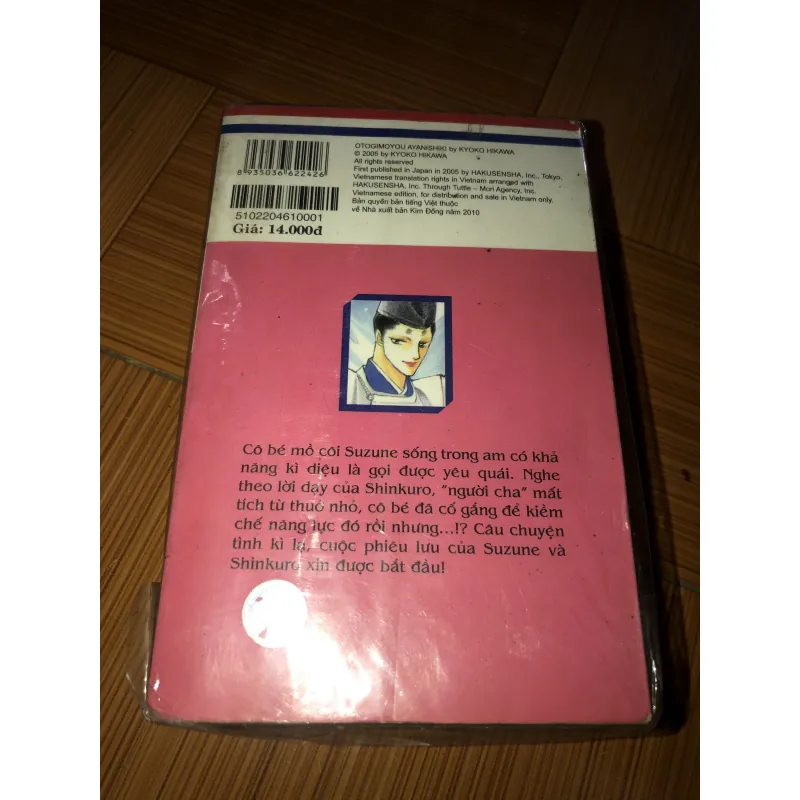 OTOGIMOYOU AYANISHIKI by KYOKO HIKAWA
© 2005 by KYOKO HIKAWA
All rights reserved
First published in Japan in 2005 by HAKUSENSHA, Inc., Tokyo.
Vietnamese translation rights in Vietnam arranged with
HAKUSENSHA, Inc. Through Tuttle – Mori Agency, Inc.
Vietnamese edition, for distribution and sale in Vietnam only.
Bản quyền bản tiếng Việt thuộc
về Nhà xuất bản Kim Đồng năm 2010
8 935036 622426
5102204610001
Giá: 14.000đ
Cô bé mồ côi Suzune sống trong am có khả
năng kì diệu là gọi được yêu quái. Nghe
theo lời dạy của Shinkuro, "người cha" mất
tích từ thuở nhỏ, cô bé đã cố gắng để kiềm
chế năng lực đó rồi nhưng...!? Câu chuyện
tình kì lạ, cuộc phiêu lưu của Suzune và
Shinkuro xin được bắt đầu!